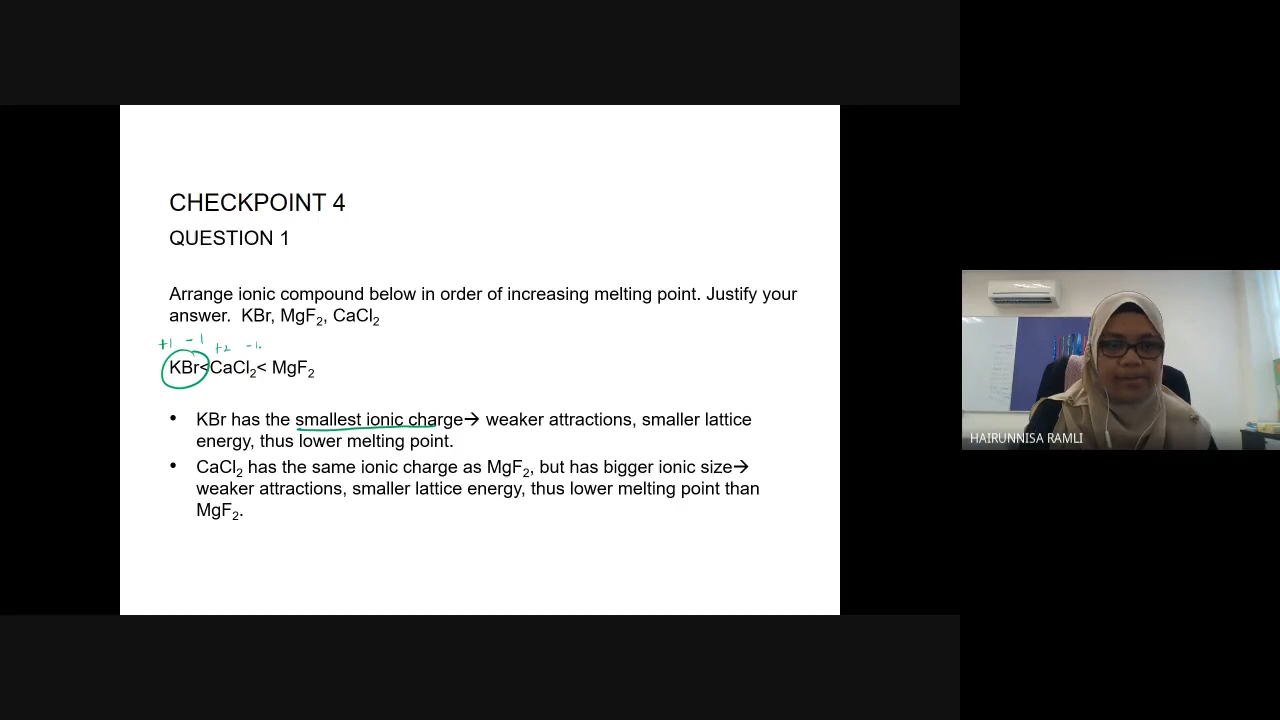 CHECKPOINT 4
QUESTION 1
Arrange ionic compound below in order of increasing melting point. Justify your
answer.  KBr, MgF₂, CaCl₂
+1 -1 +2 -1
KBr<CaCl₂< MgF₂
• KBr has the smallest ionic charge→ weaker attractions, smaller lattice
energy, thus lower melting point.
• CaCl₂ has the same ionic charge as MgF₂, but has bigger ionic size→
weaker attractions, smaller lattice energy, thus lower melting point than
MgF₂.
HAIRUNNISA RAMLI